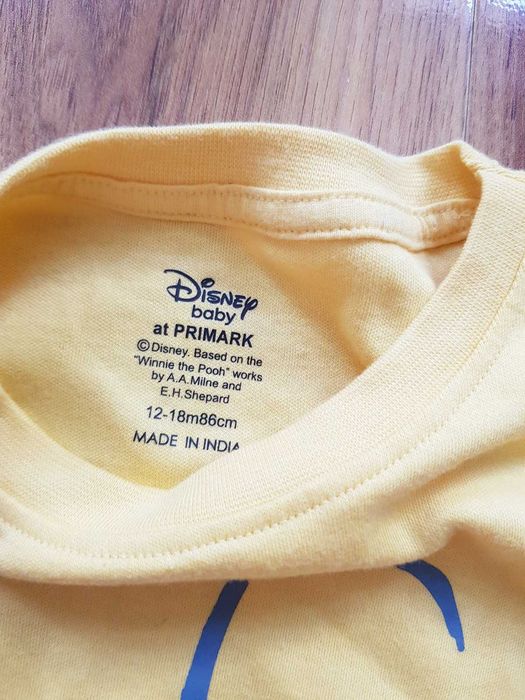 Disney
baby
at PRIMARK
©Disney. Based on the
"Winnie the Pooh" works
by A.A.Milne and
E.H.Shepard
12-18m86cm
MADE IN INDIA